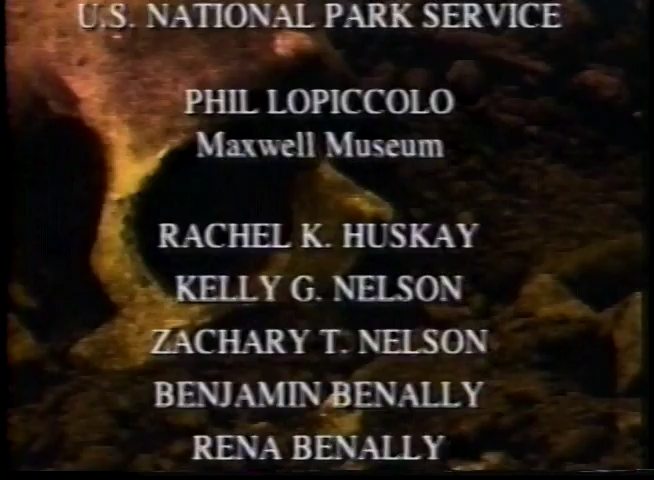 U.S. NATIONAL PARK SERVICE
PHIL LOPICCOLO
Maxwell Museum
RACHEL K. HUSKAY
KELLY G. NELSON
ZACHARY T. NELSON
BENJAMIN BENALLY
RENA BENALLY